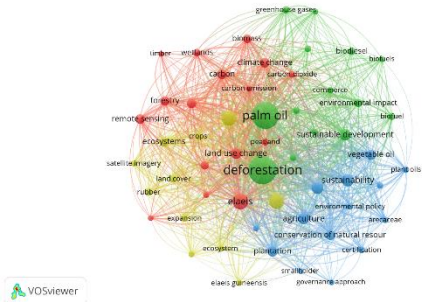 greenhouse gases
biomass
timber
wetlands
biodiesel
climate change
biofuels
carbon
carbon dioxide
carbon emission
commerce
forestry
environmental impact
palm oil
remote sensing
biofuel
crops
sustainable development
ecosystems
peatland
land use change
vegetable oil
satellite imagery
deforestation
plant oils
land cover
sustainability
rubber
elaeis
environmental policy
expansion
agriculture
arecaceae
conservation of natural resour
ecosystem
plantation
certification
smallholder
elaeis guineensis
governance approach
VOSviewer